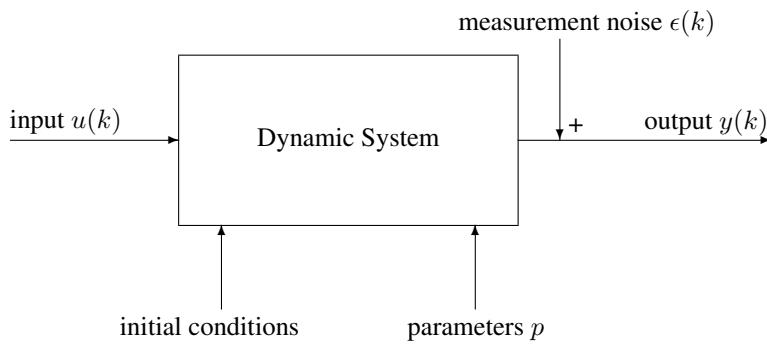 measurement noise ϵ(k)
input u(k)
Dynamic System
+
output y(k)
initial conditions
parameters p